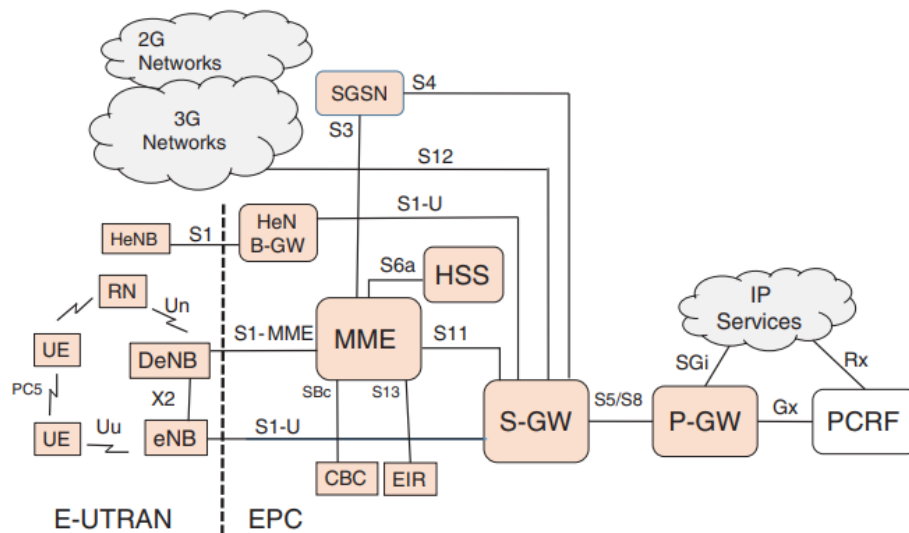 2G
Networks
3G
Networks
SGSN
S4
S3
S12
HeNB
S1
HeN
B-GW
S1-U
S6a
HSS
RN
Un
UE
DeNB
S1-MME
MME
S11
IP
Services
PC5
X2
SBc
S13
SGi
Rx
UE
Uu
eNB
S1-U
S-GW
S5/S8
P-GW
Gx
PCRF
CBC
EIR
E-UTRAN
EPC